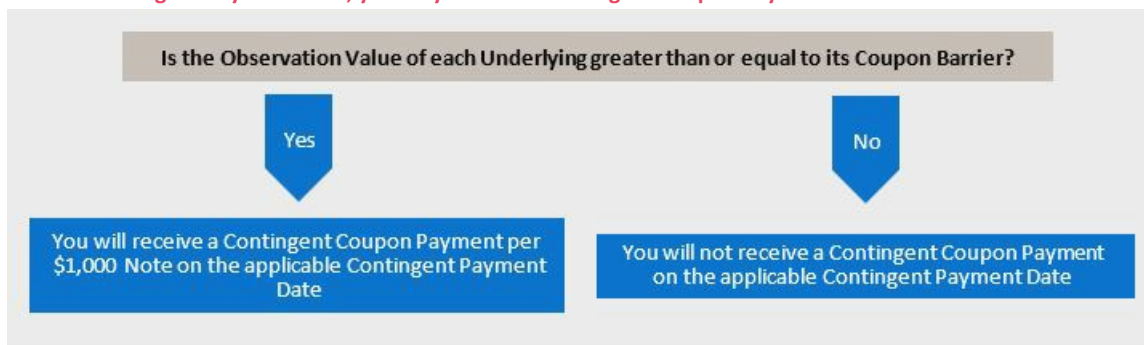 Is the Observation Value of each Underlying greater than or equal to its Coupon Barrier?
Yes
No
You will receive a Contingent Coupon Payment per
$1,000 Note on the applicable Contingent Payment
Date
You will not receive a Contingent Coupon Payment
on the applicable Contingent Payment Date